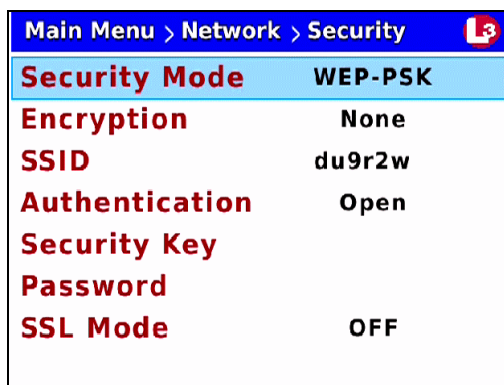 Main Menu > Network > Security L3
Security Mode WEP-PSK
Encryption None
SSID du9r2w
Authentication Open
Security Key
Password
SSL Mode OFF